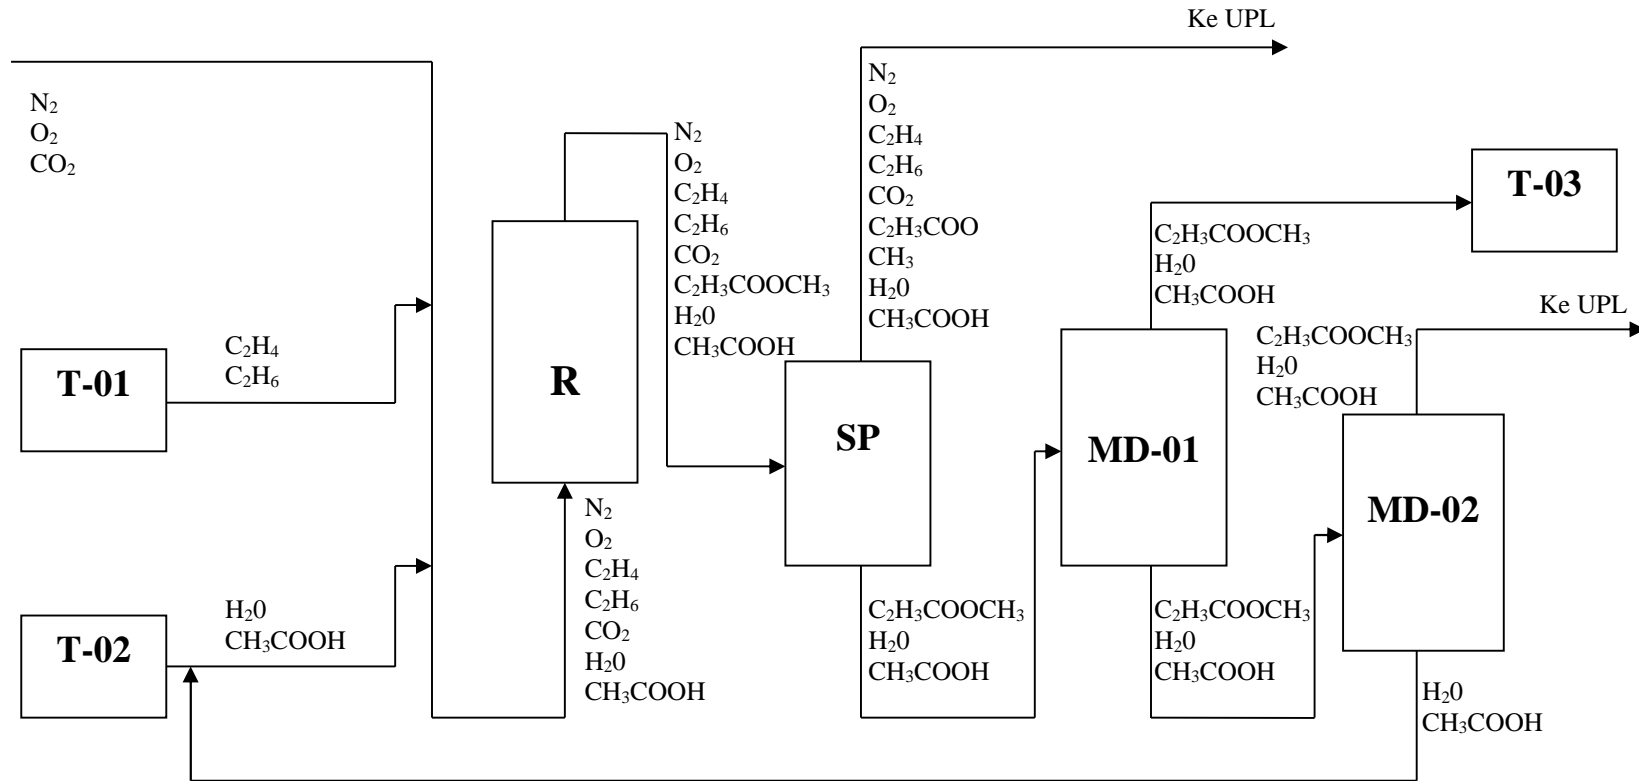 Ke UPL
N₂
O₂
CO₂
N₂
O₂
C₂H₄
C₂H₆
CO₂
C₂H₃COO
CH₃
H₂0
CH₃COOH
N₂
O₂
C₂H₄
C₂H₆
CO₂
C₂H₃COOCH₃
H₂0
CH₃COOH
T-03
C₂H₃COOCH₃
H₂0
CH₃COOH
Ke UPL
C₂H₃COOCH₃
H₂0
CH₃COOH
C₂H₄
C₂H₆
T-01
R
SP
MD-01
MD-02
N₂
O₂
C₂H₄
C₂H₆
CO₂
H₂0
CH₃COOH
H₂0
CH₃COOH
T-02
C₂H₃COOCH₃
H₂0
CH₃COOH
C₂H₃COOCH₃
H₂0
CH₃COOH
H₂0
CH₃COOH